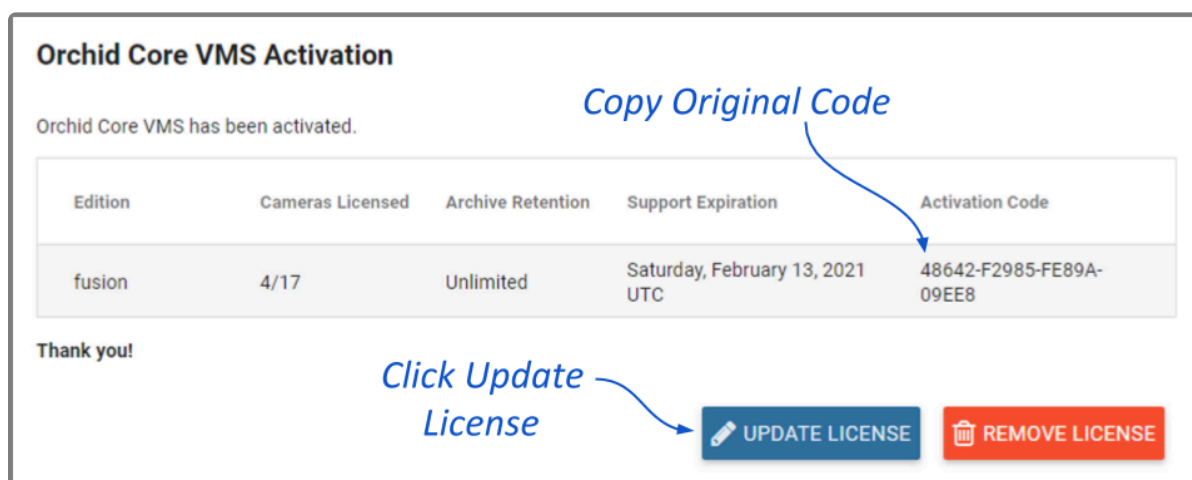 Orchid Core VMS Activation
Copy Original Code
Orchid Core VMS has been activated.
Edition Cameras Licensed Archive Retention Support Expiration Activation Code
fusion 4/17 Unlimited Saturday, February 13, 2021 UTC 48642-F2985-FE89A-09EE8
Thank you!
Click Update
License
UPDATE LICENSE REMOVE LICENSE